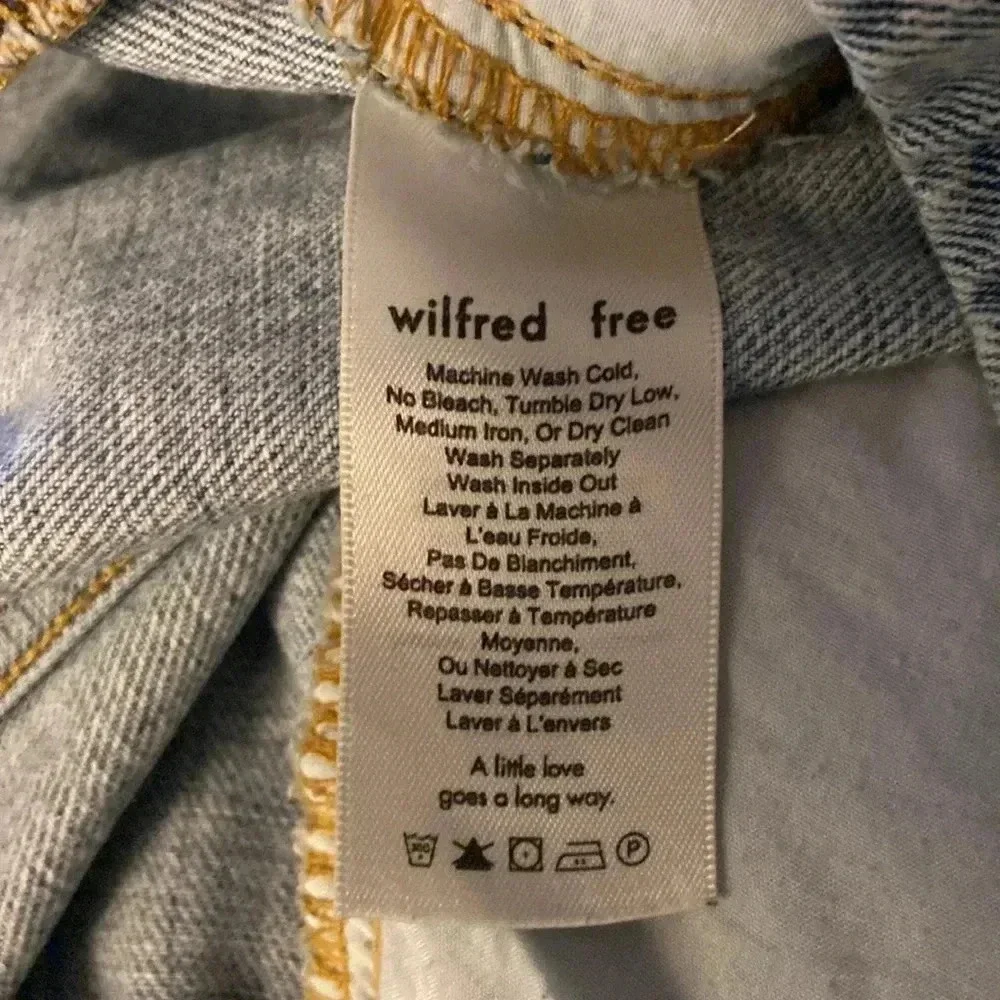 wilfred free
Machine Wash Cold,
No Bleach, Tumble Dry Low,
Medium Iron, Or Dry Clean
Wash Separately
Wash Inside Out
Laver à La Machine à
L'eau Froide,
Pas De Blanchiment,
Sécher à Basse Température,
Repasser à Température
Moyenne,
Ou Nettoyer à Sec
Laver Séparément
Laver à L'envers
A little love
goes a long way.
P